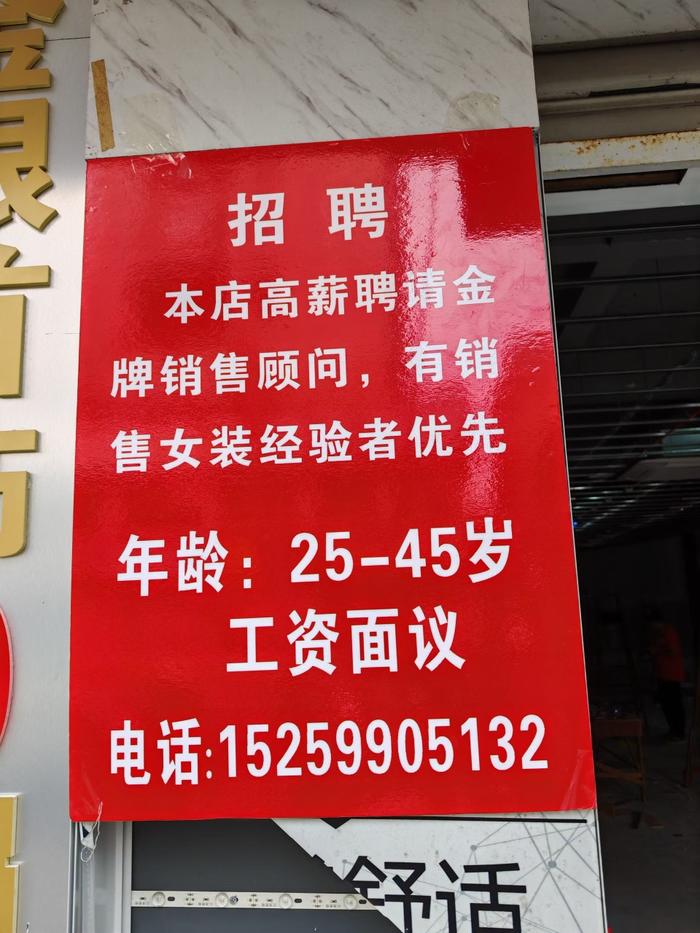 招聘
本店高薪聘请金
牌销售顾问，有销
售女装经验者优先
年龄：25-45岁
工资面议
电话:15259905132
舒适